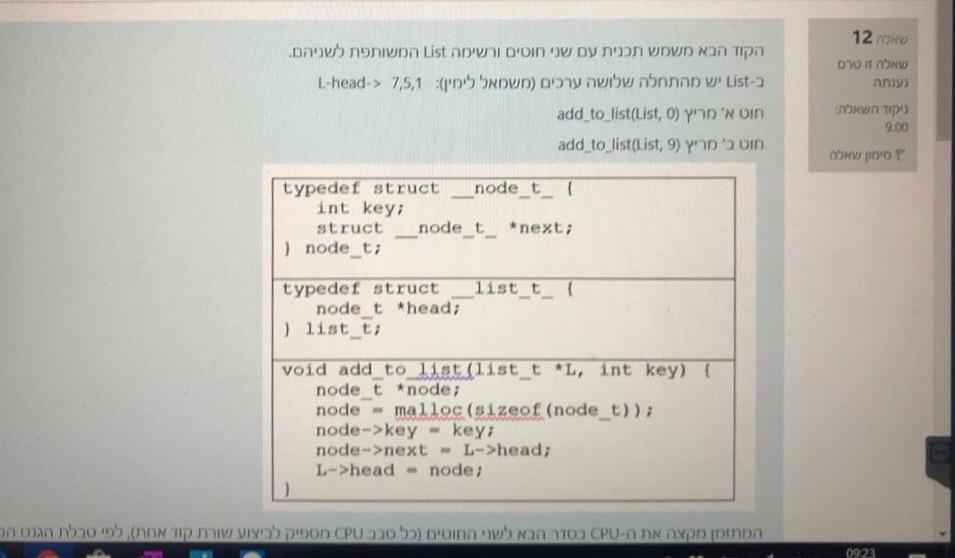 שאלה 12
שאלה זו טרם
נענתה
ניקוד השאלה:
9.00
סימון שאלה
הקוד הבא משמש תכנית עם שני חוטים ורשימה List המשותפת לשניהם.
ב-List יש מהתחלה שלושה ערכים (משמאל לימין): L-head-> 7,5,1
חוט א' מריץ add_to_list(List, 0)
חוט ב' מריץ add_to_list(List, 9)
typedef struct __node_t_ {
int key;
struct __node_t_ *next;
} node_t;
typedef struct __list_t_ {
node_t *head;
} list_t;
void add_to_list(list_t *L, int key) {
node_t *node;
node = malloc(sizeof(node_t));
node->key = key;
node->next = L->head;
L->head = node;
}
המתזמן מקצה את ה-CPU בסדר הבא לשני החוטים (כל סבב CPU מספיק לביצוע שורת קוד אחת), לפי טבלת הגנט
09:23